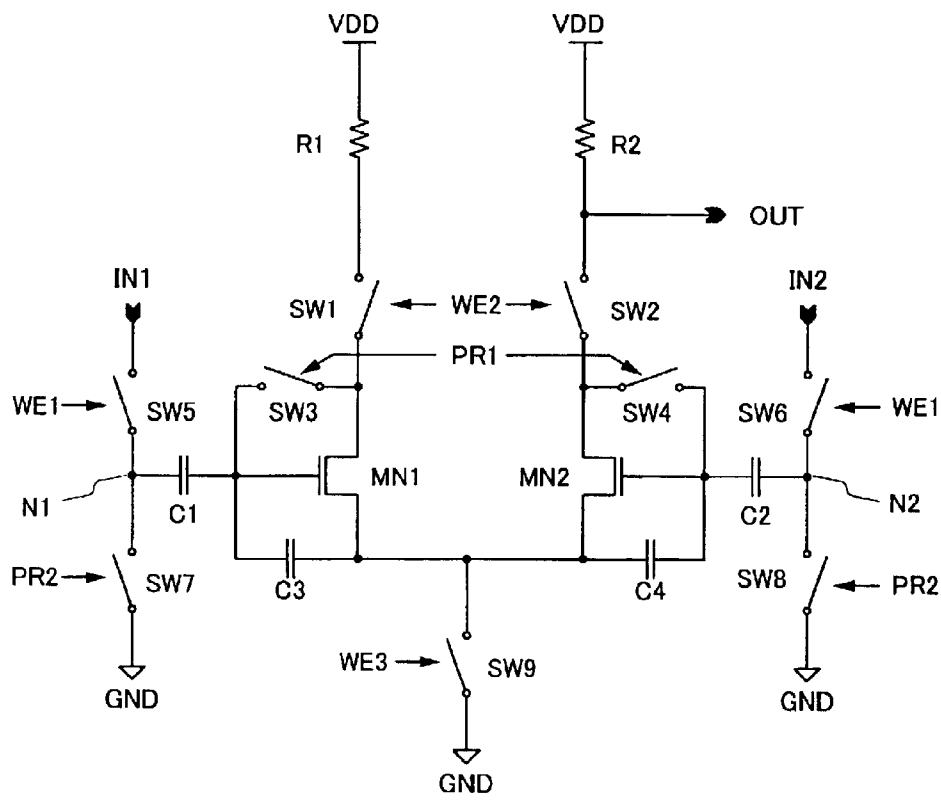 VDD VDD
R1 R2
OUT
IN1 IN2
SW1 WE2 SW2
PR1
WE1 SW5 SW3 SW4 SW6 WE1
MN1 MN2
N1 C1 C2 N2
PR2 SW7 C3 C4 SW8 PR2
WE3 SW9
GND GND
GND